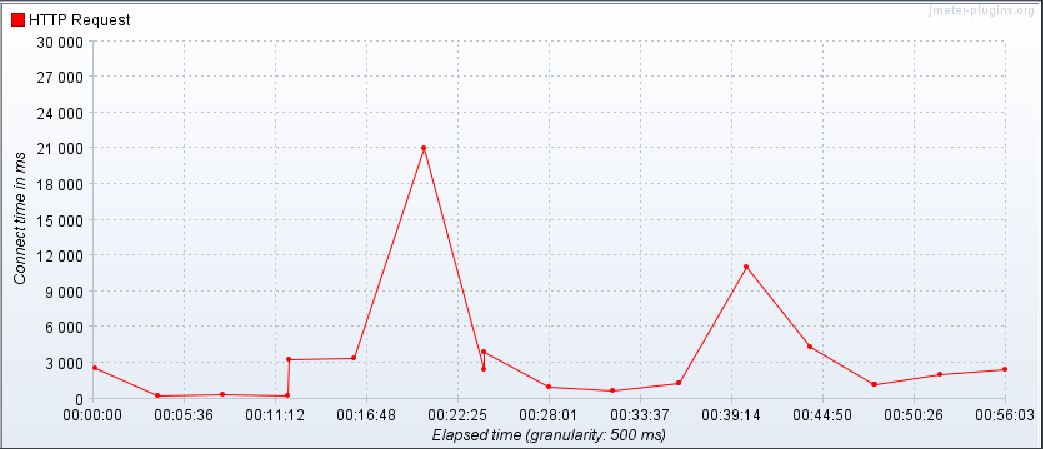 jmeter-plugins.org
HTTP Request
30 000
27 000
24 000
21 000
18 000
15 000
12 000
9 000
6 000
3 000
0
Connect time in ms
00:00:00 00:05:36 00:11:12 00:16:48 00:22:25 00:28:01 00:33:37 00:39:14 00:44:50 00:50:26 00:56:03
Elapsed time (granularity: 500 ms)